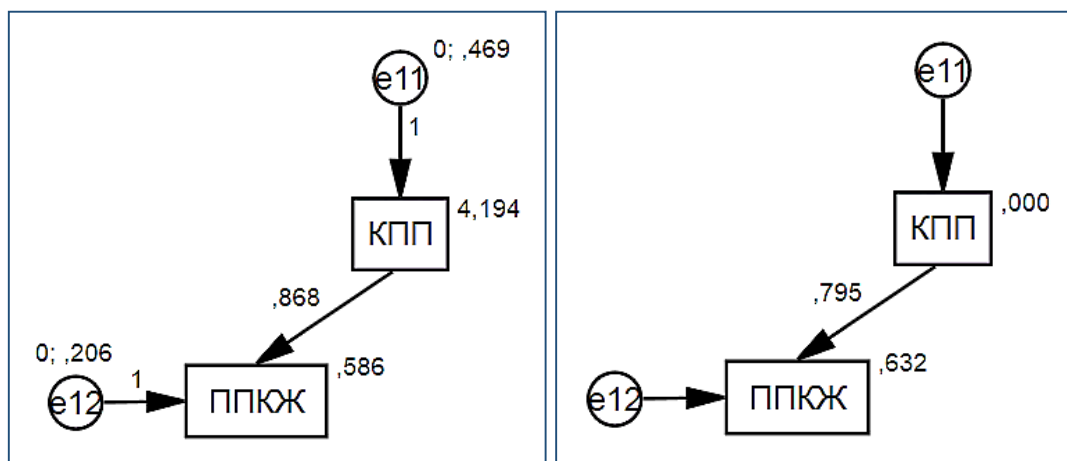 0; ,469
e11
1
КПП
4,194
,868
0; ,206
e12
1
ППКЖ
,586
e11
КПП
,000
,795
e12
ППКЖ
,632